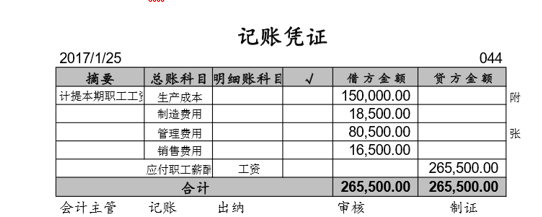 记账凭证
2017/1/25 044
摘要 总账科目 明细账科目 √ 借方金额 贷方金额
计提本期职工工资 生产成本 150,000.00 附
制造费用 18,500.00
管理费用 80,500.00 张
销售费用 16,500.00
应付职工薪酬 工资 265,500.00
合计 265,500.00 265,500.00
会计主管 记账 出纳 审核 制证